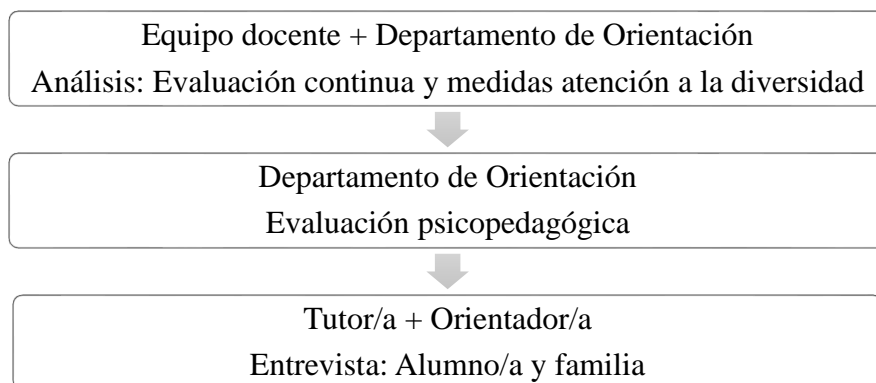 Equipo docente + Departamento de Orientación
Análisis: Evaluación continua y medidas atención a la diversidad
Departamento de Orientación
Evaluación psicopedagógica
Tutor/a + Orientador/a
Entrevista: Alumno/a y familia